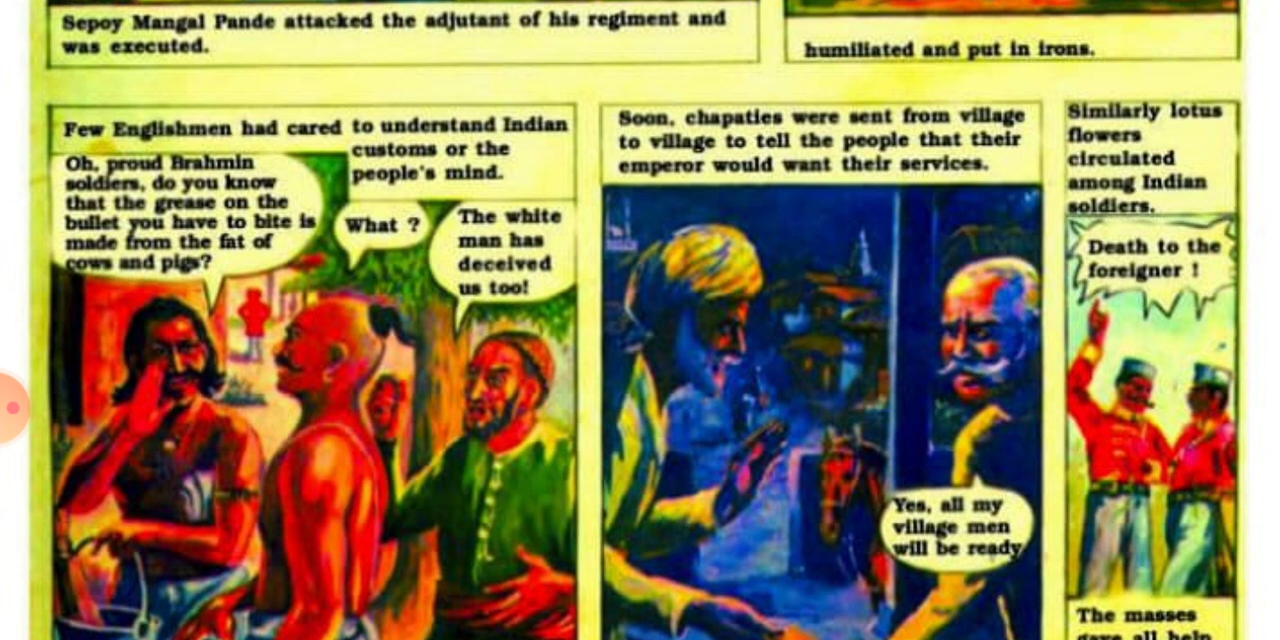 Sepoy Mangal Pande attacked the adjutant of his regiment and
was executed.
humiliated and put in irons.
Few Englishmen had cared to understand Indian
customs or the
people's mind.
Oh, proud Brahmin
soldiers, do you know
that the grease on the
bullet you have to bite is
made from the fat of
cows and pigs?
What ?
The white
man has
deceived
us too!
Soon, chapaties were sent from village
to village to tell the people that their
emperor would want their services.
Yes, all my
village men
will be ready
Similarly lotus
flowers
circulated
among Indian
soldiers.
Death to the
foreigner !
The masses
gave all help